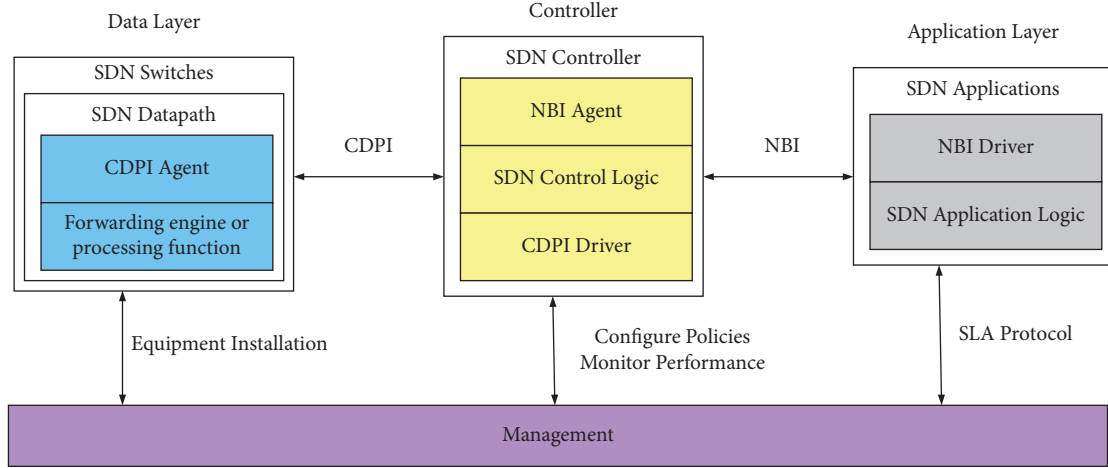 Data Layer
SDN Switches
SDN Datapath
CDPI Agent
Forwarding engine or
processing function
CDPI
Controller
SDN Controller
NBI Agent
SDN Control Logic
CDPI Driver
NBI
Application Layer
SDN Applications
NBI Driver
SDN Application Logic
Equipment Installation
Configure Policies
Monitor Performance
SLA Protocol
Management